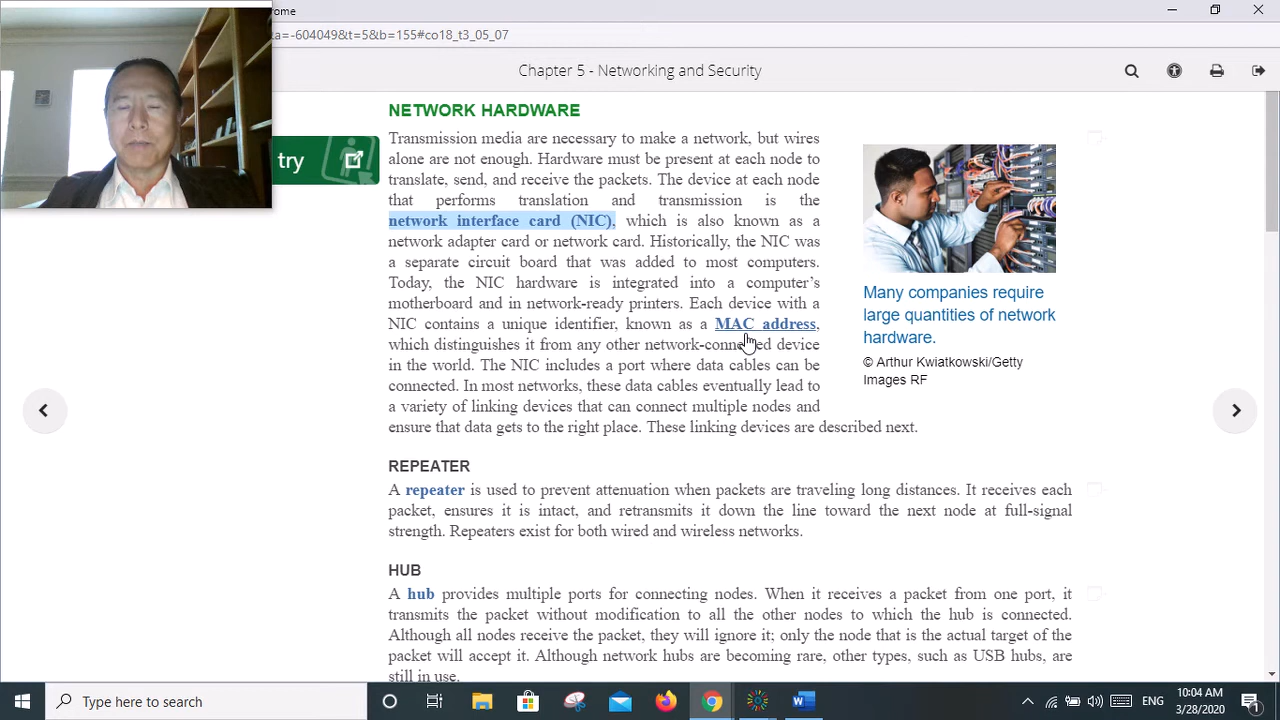 ome
a=-604049&t=5&b=155#co18_t3_05_07
Chapter 5 - Networking and Security
try
NETWORK HARDWARE
Transmission media are necessary to make a network, but wires
alone are not enough. Hardware must be present at each node to
translate, send, and receive the packets. The device at each node
that performs translation and transmission is the
network interface card (NIC), which is also known as a
network adapter card or network card. Historically, the NIC was
a separate circuit board that was added to most computers.
Today, the NIC hardware is integrated into a computer's
motherboard and in network-ready printers. Each device with a
NIC contains a unique identifier, known as a MAC address,
which distinguishes it from any other network-connected device
in the world. The NIC includes a port where data cables can be
connected. In most networks, these data cables eventually lead to
a variety of linking devices that can connect multiple nodes and
ensure that data gets to the right place. These linking devices are described next.
Many companies require
large quantities of network
hardware.
© Arthur Kwiatkowski/Getty
Images RF
REPEATER
A repeater is used to prevent attenuation when packets are traveling long distances. It receives each
packet, ensures it is intact, and retransmits it down the line toward the next node at full-signal
strength. Repeaters exist for both wired and wireless networks.
HUB
A hub provides multiple ports for connecting nodes. When it receives a packet from one port, it
transmits the packet without modification to all the other nodes to which the hub is connected.
Although all nodes receive the packet, they will ignore it; only the node that is the actual target of the
packet will accept it. Although network hubs are becoming rare, other types, such as USB hubs, are
still in use.
Type here to search
ENG
10:04 AM
3/28/2020
1